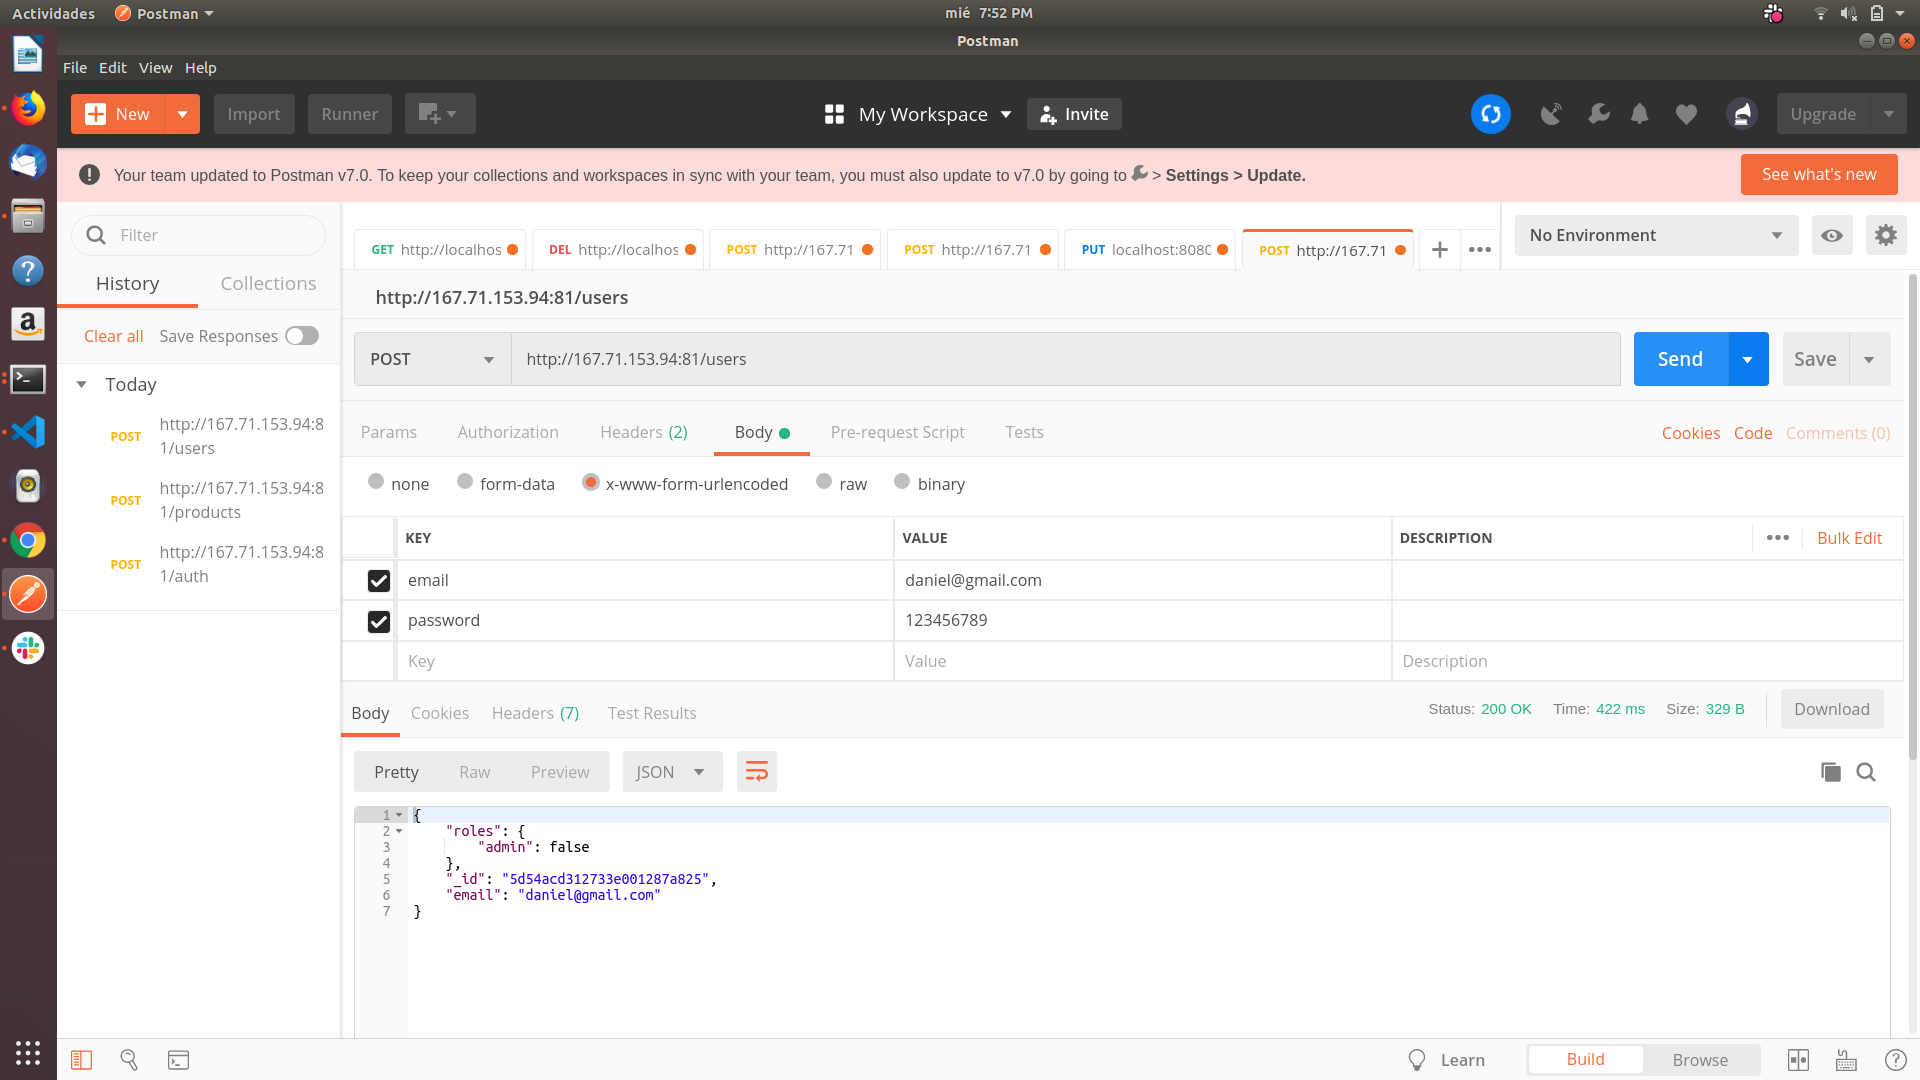 Actividades Postman mié 7:52 PM
Postman
File Edit View Help
New Import Runner My Workspace Invite Upgrade
Your team updated to Postman v7.0. To keep your collections and workspaces in sync with your team, you must also update to v7.0 by going to > Settings > Update. See what's new
Filter
History Collections
Clear all Save Responses
Today
POST http://167.71.153.94:8
1/users
POST http://167.71.153.94:8
1/products
POST http://167.71.153.94:8
1/auth
GET http://localhos DEL http://localhos POST http://167.71 POST http://167.71 PUT localhost:8080 POST http://167.71 + ••• No Environment
http://167.71.153.94:81/users
POST http://167.71.153.94:81/users Send Save
Params Authorization Headers (2) Body Pre-request Script Tests Cookies Code Comments (0)
none form-data x-www-form-urlencoded raw binary
KEY VALUE DESCRIPTION ••• Bulk Edit
email daniel@gmail.com
password 123456789
Key Value Description
Body Cookies Headers (7) Test Results Status: 200 OK Time: 422 ms Size: 329 B Download
Pretty Raw Preview JSON
1 {
2 "roles": {
3 "admin": false
4 },
5 "_id": "5d54acd312733e001287a825",
6 "email": "daniel@gmail.com"
7 }
Learn Build Browse